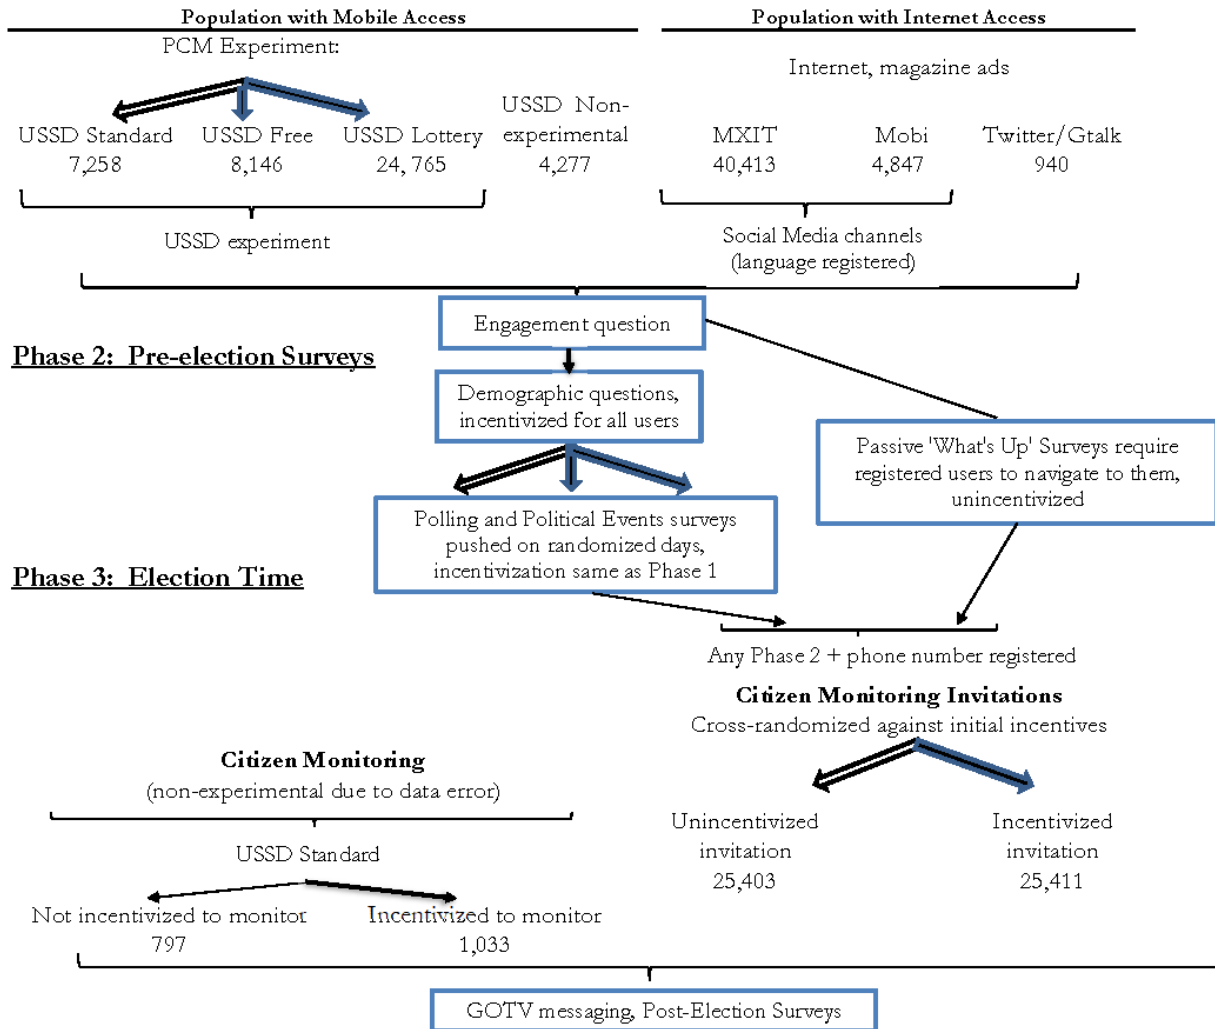 Population with Mobile Access
Population with Internet Access
PCM Experiment:
Internet, magazine ads
USSD Standard
7,258
USSD Free
8,146
USSD Lottery
24, 765
USSD Non-
experimental
4,277
MXIT
40,413
Mobi
4,847
Twitter/Gtalk
940
USSD experiment
Social Media channels
(language registered)
Engagement question
Phase 2: Pre-election Surveys
Demographic questions,
incentivized for all users
Passive 'What's Up' Surveys require
registered users to navigate to them,
unincentivized
Polling and Political Events surveys
pushed on randomized days,
incentivization same as Phase 1
Phase 3: Election Time
Any Phase 2 + phone number registered
Citizen Monitoring Invitations
Cross-randomized against initial incentives
Citizen Monitoring
(non-experimental due to data error)
Unincentivized
invitation
25,403
Incentivized
invitation
25,411
USSD Standard
Not incentivized to monitor
797
Incentivized to monitor
1,033
GOTV messaging, Post-Election Surveys